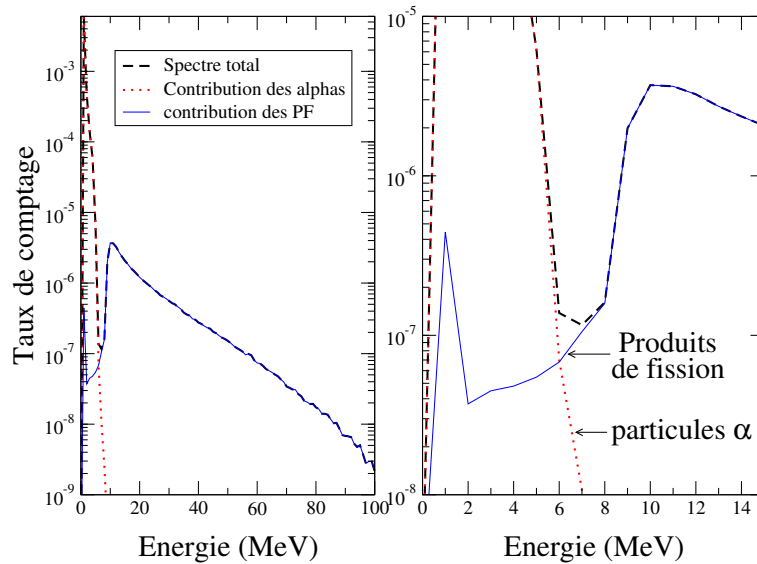 Taux de comptage
10^-3
10^-4
10^-5
10^-6
10^-7
10^-8
10^-9
Spectre total
Contribution des alphas
contribution des PF
0 20 40 60 80 100
Energie (MeV)
10^-5
10^-6
10^-7
10^-8
Produits
de fission
particules α
0 2 4 6 8 10 12 14
Energie (MeV)